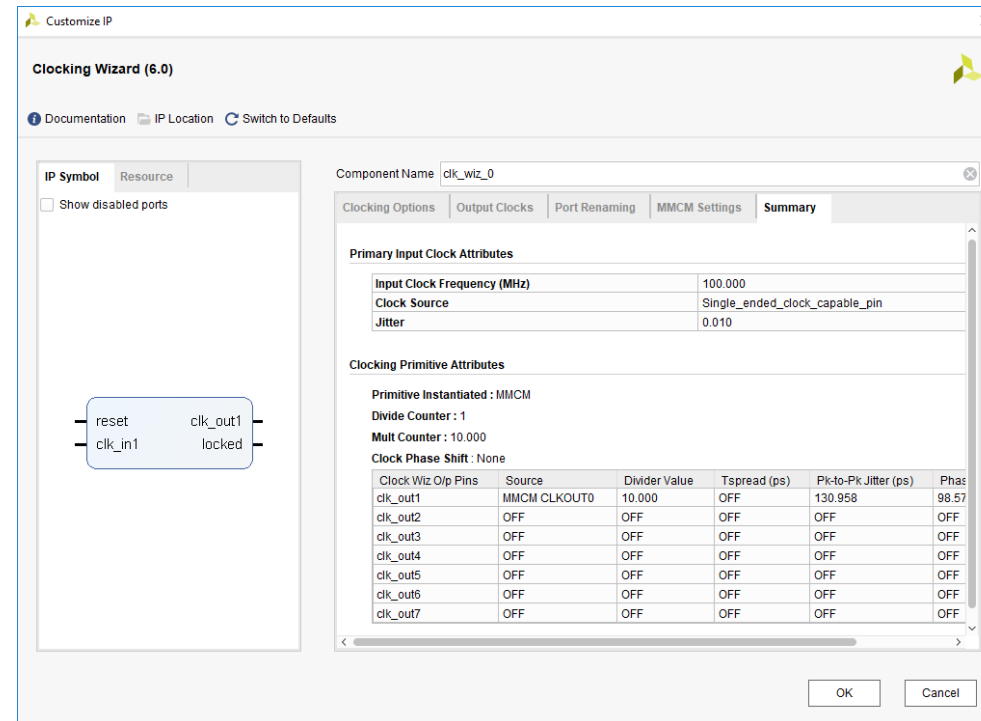 Customize IP
Clocking Wizard (6.0)
Documentation IP Location Switch to Defaults
IP Symbol Resource
Show disabled ports
reset clk_out1
clk_in1 locked
Component Name clk_wiz_0
Clocking Options Output Clocks Port Renaming MMCM Settings Summary
Primary Input Clock Attributes
Input Clock Frequency (MHz) 100.000
Clock Source Single_ended_clock_capable_pin
Jitter 0.010
Clocking Primitive Attributes
Primitive Instantiated : MMCM
Divide Counter : 1
Mult Counter : 10.000
Clock Phase Shift : None
Clock Wiz O/p Pins Source Divider Value Tspread (ps) Pk-to-Pk Jitter (ps) Phas
clk_out1 MMCM CLKOUT0 10.000 OFF 130.958 98.57
clk_out2 OFF OFF OFF OFF OFF
clk_out3 OFF OFF OFF OFF OFF
clk_out4 OFF OFF OFF OFF OFF
clk_out5 OFF OFF OFF OFF OFF
clk_out6 OFF OFF OFF OFF OFF
clk_out7 OFF OFF OFF OFF OFF
OK Cancel